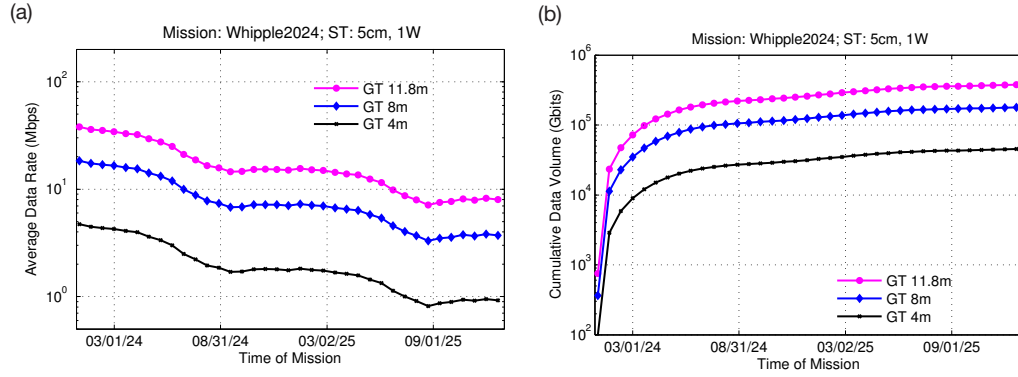 (a)
Mission: Whipple2024; ST: 5cm, 1W
Average Data Rate (Mbps)
10^2
10^1
10^0
GT 11.8m
GT 8m
GT 4m
03/01/24 08/31/24 03/02/25 09/01/25
Time of Mission
(b)
Mission: Whipple2024; ST: 5cm, 1W
Cumulative Data Volume (Gbits)
10^6
10^5
10^4
10^3
10^2
GT 11.8m
GT 8m
GT 4m
03/01/24 08/31/24 03/02/25 09/01/25
Time of Mission